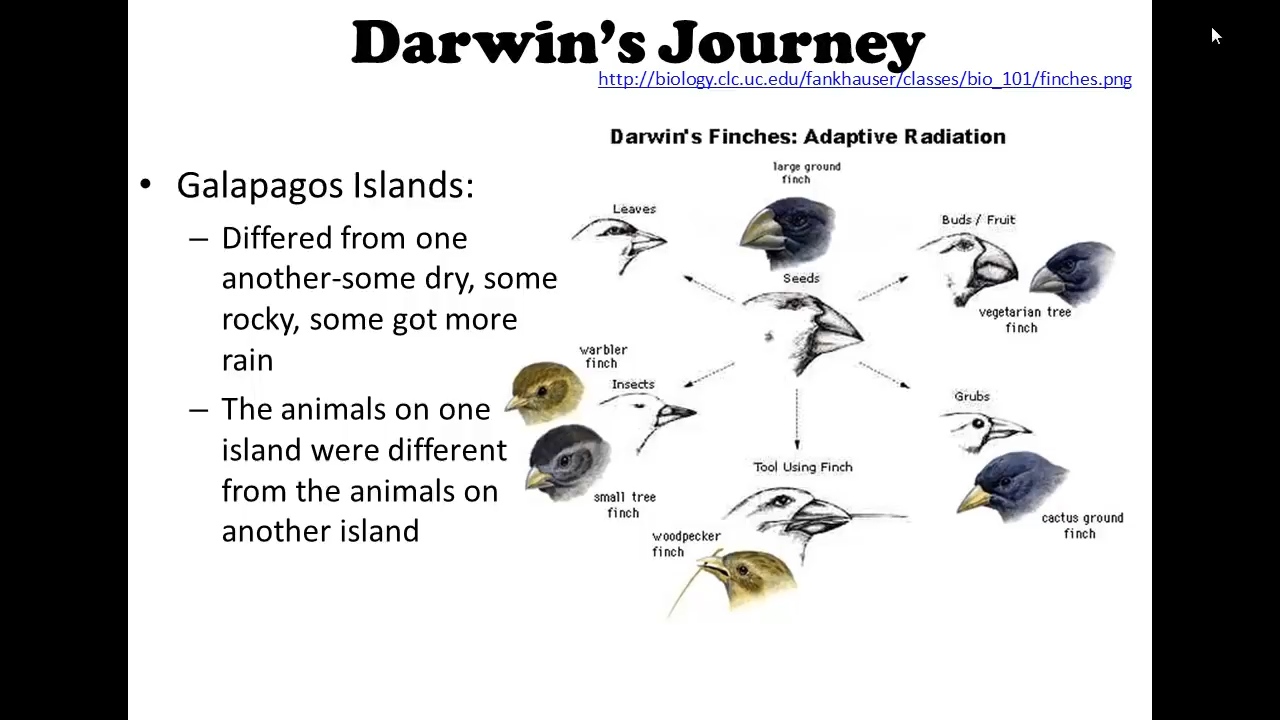 Darwin's Journey
http://biology.clc.uc.edu/fankhauser/classes/bio_101/finches.png
• Galapagos Islands:
– Differed from one
another-some dry, some
rocky, some got more
rain
– The animals on one
island were different
from the animals on
another island
Darwin's Finches: Adaptive Radiation
large ground
finch
Leaves
Buds / Fruit
Seeds
vegetarian tree
finch
warbler
finch
Insects
Grubs
Tool Using Finch
small tree
finch
cactus ground
finch
woodpecker
finch